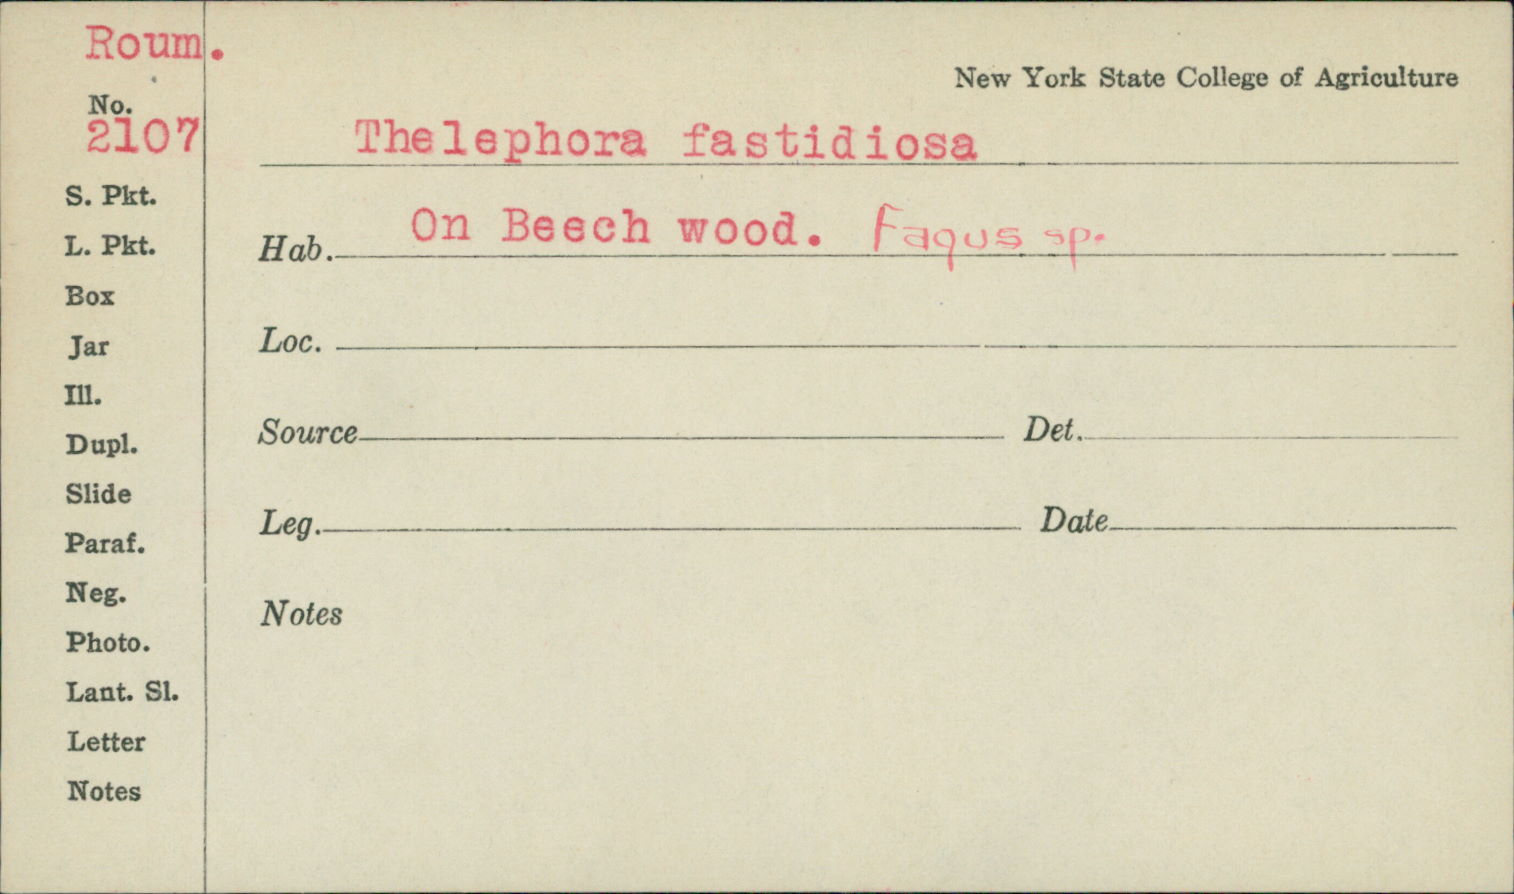 Roum.
New York State College of Agriculture
No.
2107
Thelephora fastidiosa
S. Pkt.
Hab. On Beech wood. Fagus sp.
L. Pkt.
Box
Loc.
Jar
Ill.
Source Det.
Dupl.
Slide
Leg. Date
Paraf.
Neg.
Notes
Photo.
Lant. Sl.
Letter
Notes